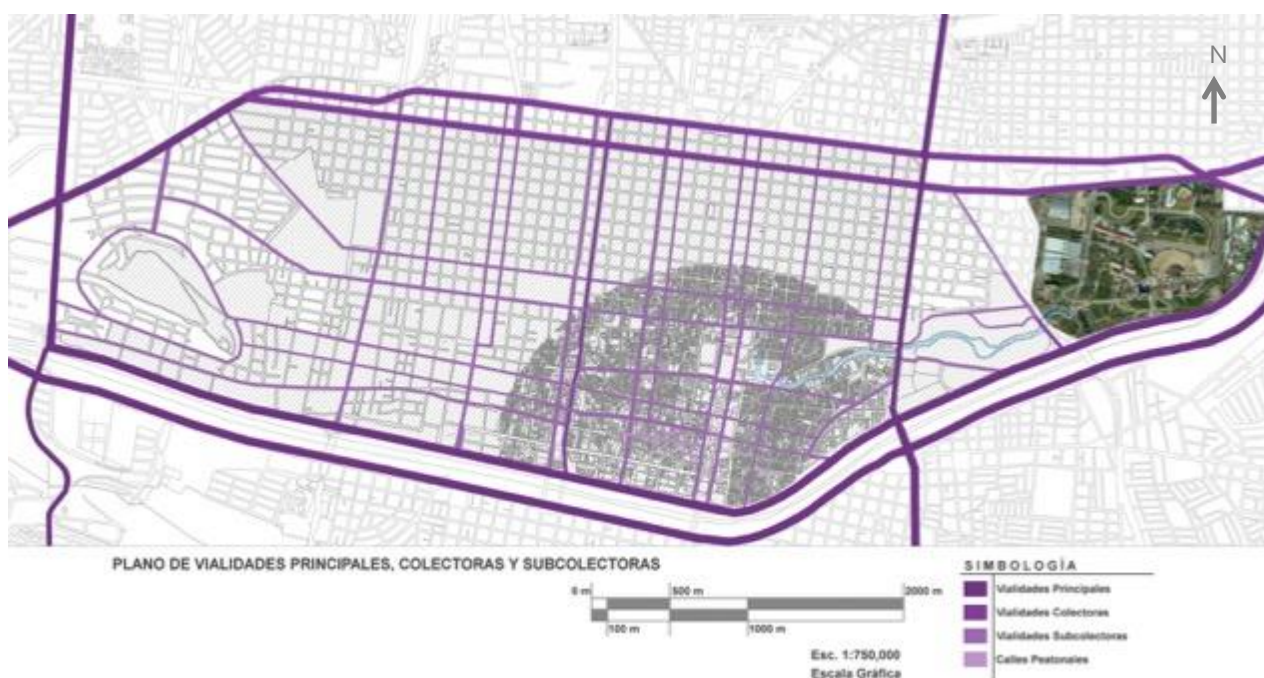 N
PLANO DE VIALIDADES PRINCIPALES, COLECTORAS Y SUBCOLECTORAS
0 m 500 m 2000 m
100 m 1000 m
Esc. 1:750,000
Escala Gráfica
SIMBOLOGÍA
Vialidades Principales
Vialidades Colectoras
Vialidades Subcolectoras
Calles Peatonales